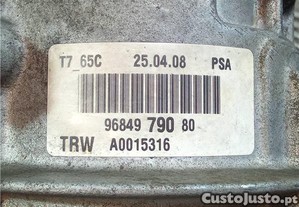 T7_65C 25.04.08 PSA
96849 790 80
TRW A0015316
CustoJusto.pt